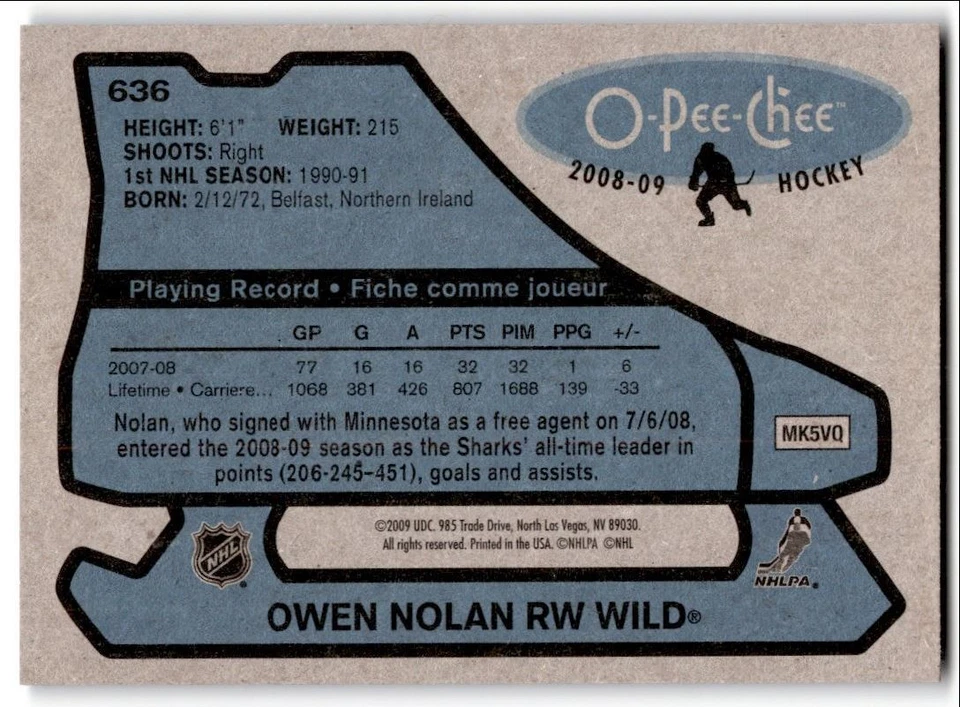 636
HEIGHT: 6'1" WEIGHT: 215
SHOOTS: Right
1st NHL SEASON: 1990-91
BORN: 2/12/72, Belfast, Northern Ireland
O-Pee-Chee™
2008-09 HOCKEY
Playing Record • Fiche comme joueur
GP G A PTS PIM PPG +/-
2007-08 77 16 16 32 32 1 6
Lifetime • Carriere... 1068 381 426 807 1688 139 -33
Nolan, who signed with Minnesota as a free agent on 7/6/08,
entered the 2008-09 season as the Sharks' all-time leader in
points (206-245–451), goals and assists.
MK5VQ
©2009 UDC. 985 Trade Drive, North Las Vegas, NV 89030.
All rights reserved. Printed in the USA. ©NHLPA ©NHL
NHL®
NHLPA®
OWEN NOLAN RW WILD®